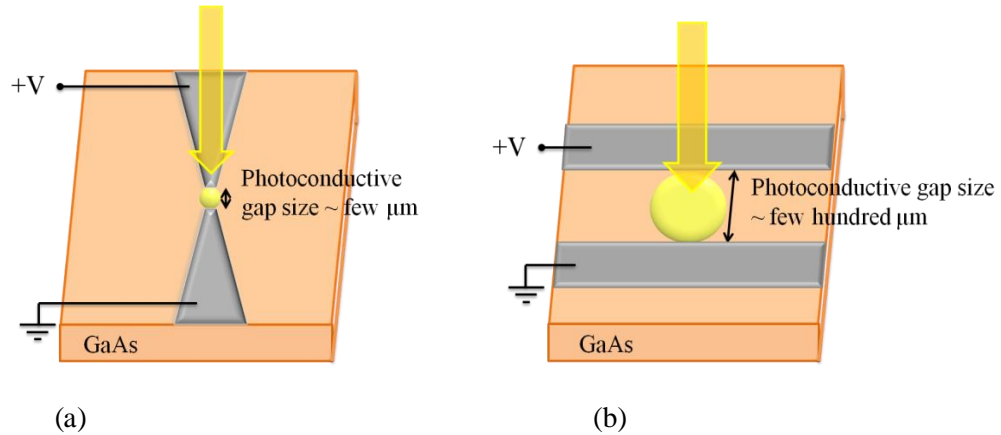 +V
Photoconductive
gap size ~ few μm
GaAs
(a)
+V
Photoconductive gap size
~ few hundred μm
GaAs
(b)